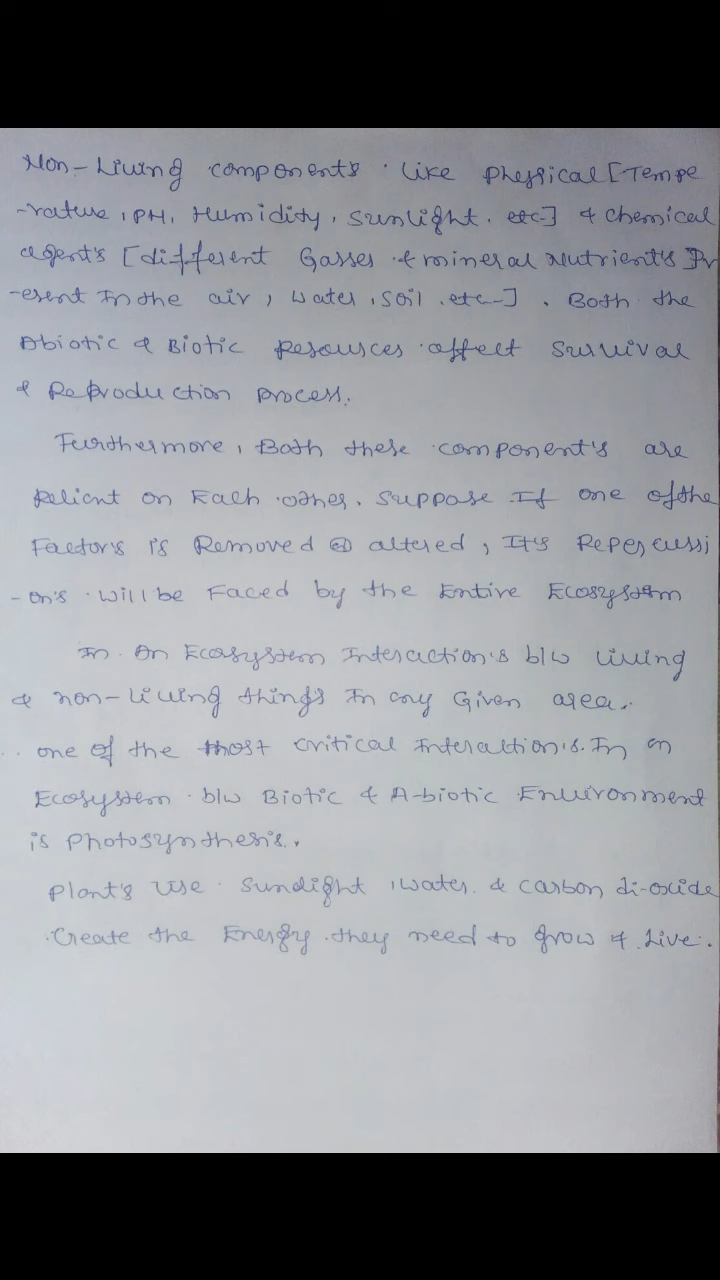 Non-Living components. Like Physical [Tempe
-rature, PH, Humidity, Sunlight. etc-] & Chemical
agent's [different Gasses & mineral Nutrient's Pr
-esent In the air, Water, Soil. etc-]. Both the
Abiotic & Biotic Resources affect Survival
& Reproduction Process.
Furthermore, Both these component's are
Relient on Each other. Suppose If one of the
Factor's is Removed or altered, It's Repercussi
-on's will be Faced by the Entire Ecosystem
In An Ecosystem Interaction's b/w Living
& non-Living things In any Given area.
one of the most critical Interaction's. In an
Ecosystem b/w Biotic & A-biotic Environment
is Photosynthesis.
Plant's Use Sunlight, water & carbon di-oxide
Create the Energy they need to grow & Live.